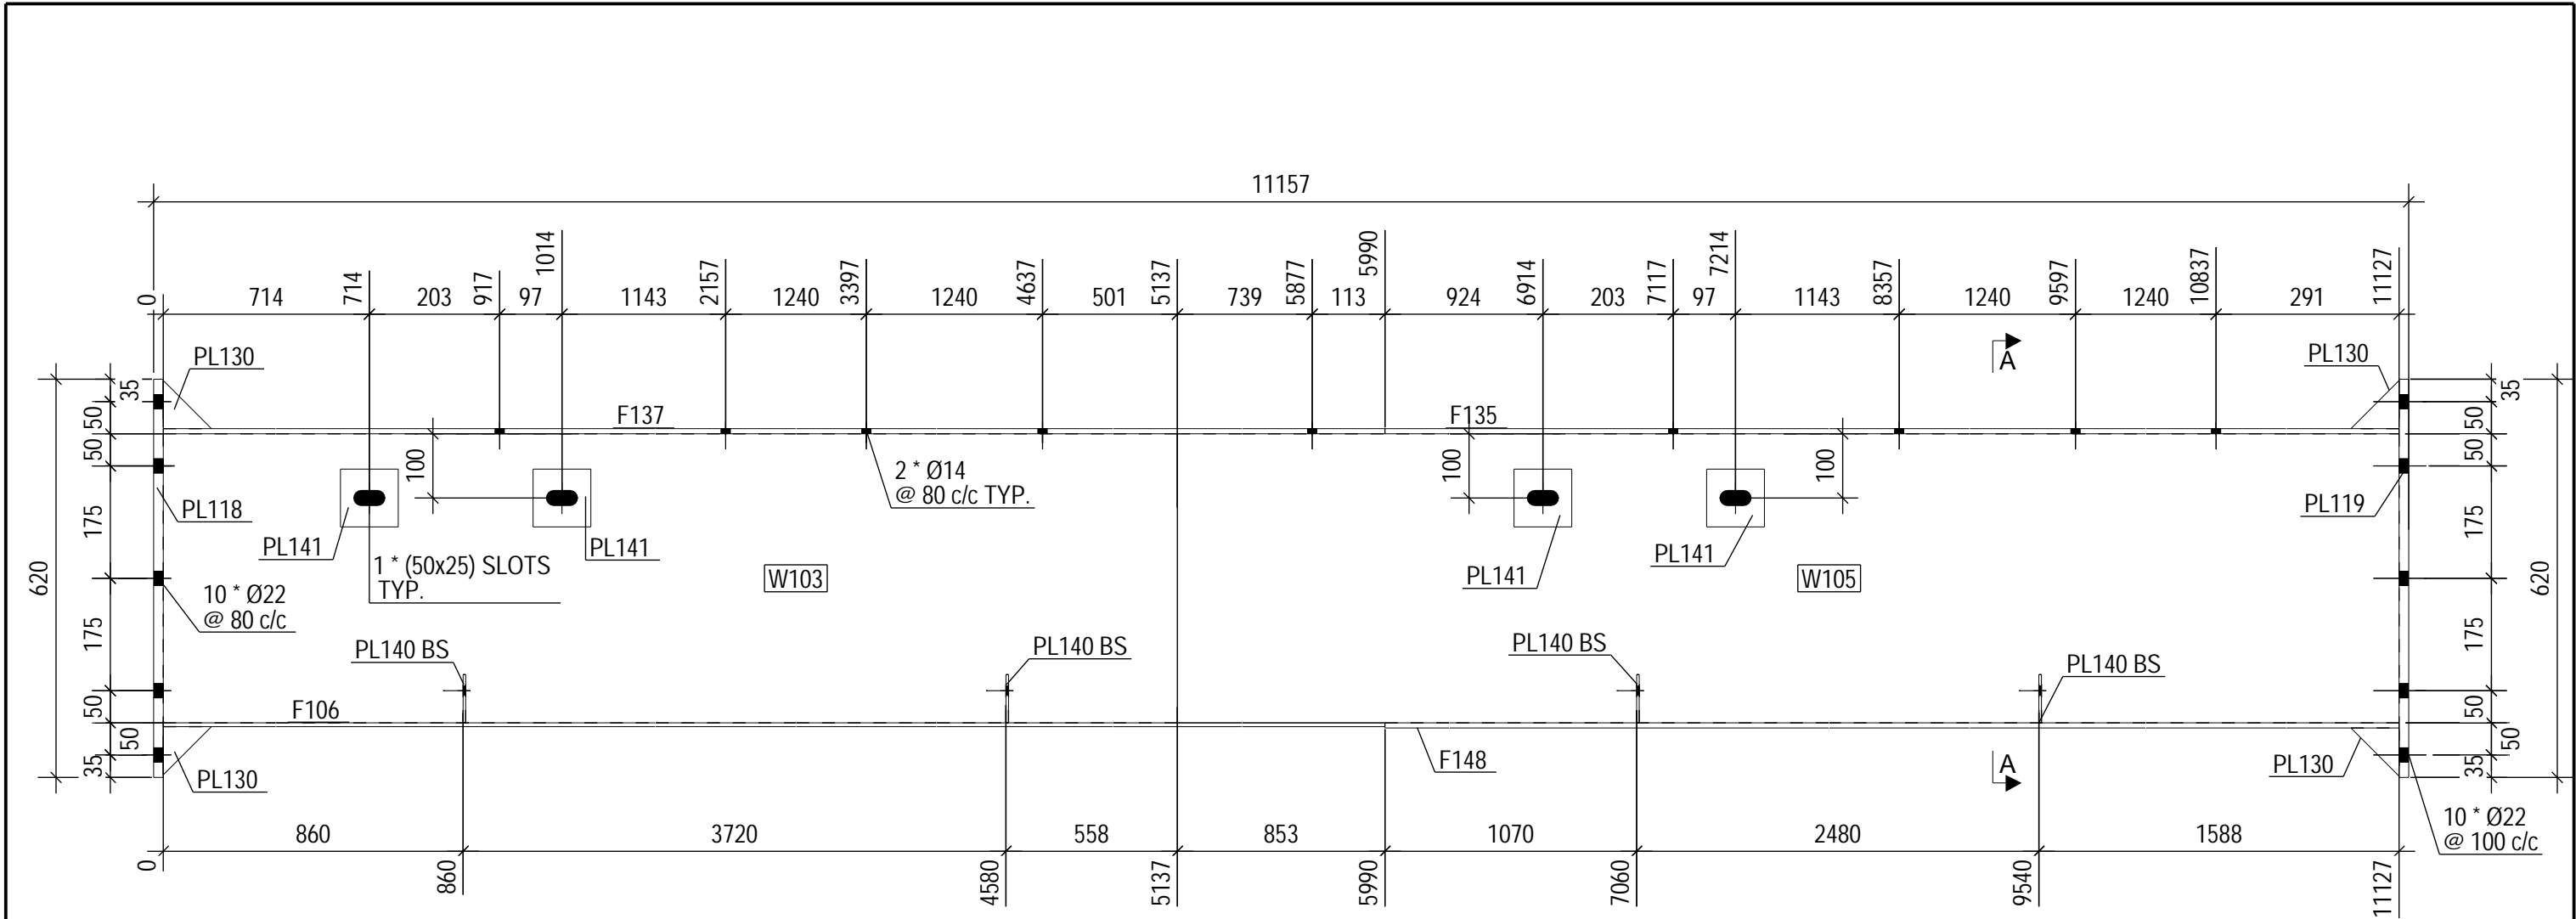 11157
0
714
714
203
917
97
1014
1143
2157
1240
3397
1240
4637
501
5137
739
5877
113
5990
924
6914
203
7117
97
7214
1143
8357
1240
9597
1240
10837
291
11127
PL130
A
PL130
35
50
50
175
175
50
50
35
620
F137
F135
100
2 * Ø14
@ 80 c/c TYP.
100
100
35
50
50
175
175
50
50
35
620
PL118
PL119
PL141
PL141
PL141
PL141
1 * (50x25) SLOTS
TYP.
W103
W105
10 * Ø22
@ 80 c/c
PL140 BS
PL140 BS
PL140 BS
PL140 BS
F106
F148
PL130
A
PL130
10 * Ø22
@ 100 c/c
860
3720
558
853
1070
2480
1588
0
860
4580
5137
5990
7060
9540
11127